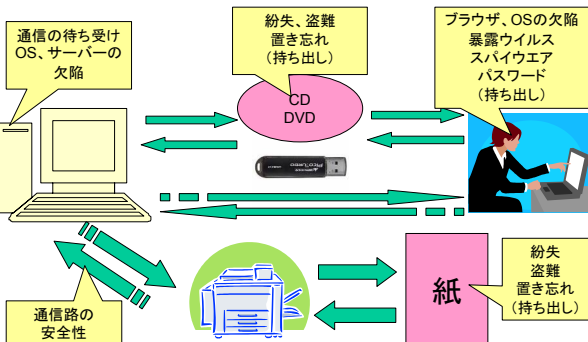 通信の待ち受け
OS、サーバーの
欠陥
紛失、盗難
置き忘れ
(持ち出し)
ブラウザ、OSの欠陥
暴露ウイルス
スパイウエア
パスワード
(持ち出し)
CD
DVD
通信路の
安全性
紙
紛失
盗難
置き忘れ
(持ち出し)